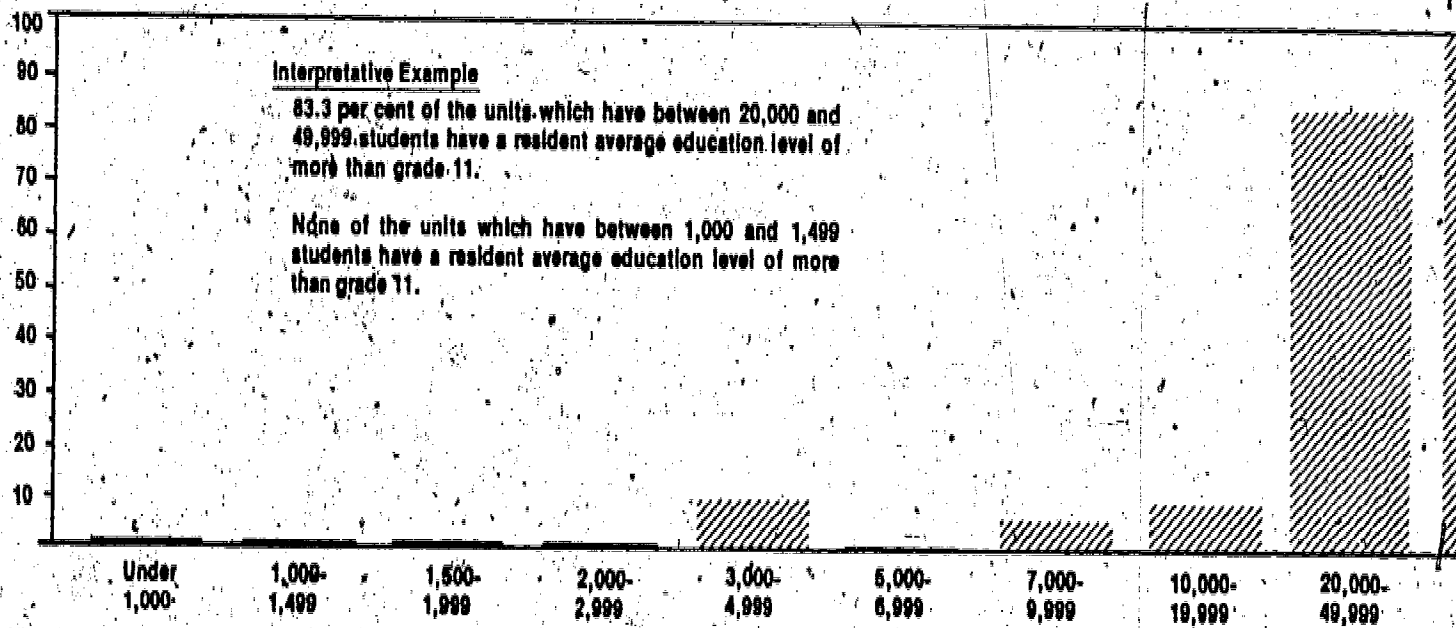 100
Interpretative Example
90
83.3 per cent of the units which have between 20,000 and
80
49,999 students have a resident average education level of
more than grade 11.
70
60
None of the units which have between 1,000 and 1,499
students have a resident average education level of more
50
than grade 11.
40
30
20
10
Under 1,000- 1,500- 2,000- 3,000- 5,000- 7,000- 10,000- 20,000-
1,000 1,499 1,999 2,999 4,999 6,999 9,999 19,999 49,999